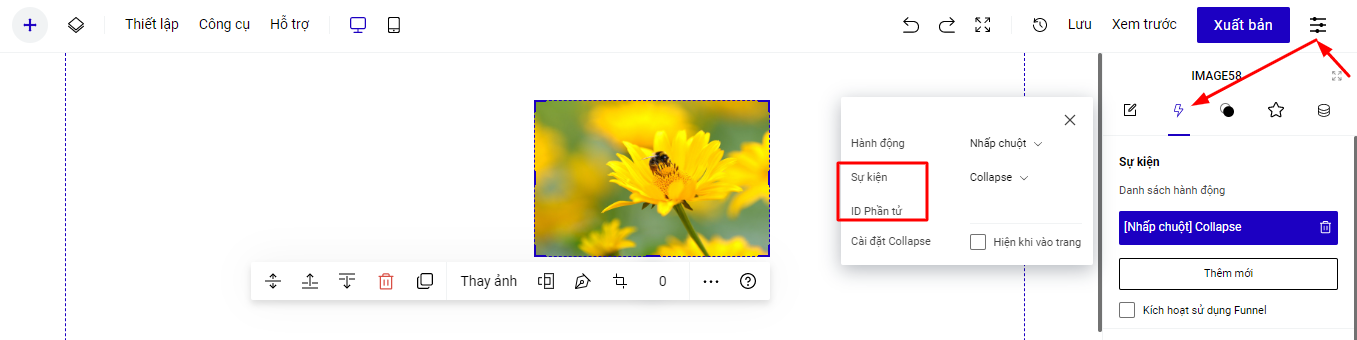 Thiết lập Công cụ Hỗ trợ Lưu Xem trước Xuất bản
IMAGE58
Hành động Nhấp chuột
Sự kiện Collapse
ID Phần tử
Cài đặt Collapse Hiện khi vào trang
Thay ảnh 0
Sự kiện
Danh sách hành động
[Nhấp chuột] Collapse
Thêm mới
Kích hoạt sử dụng Funnel